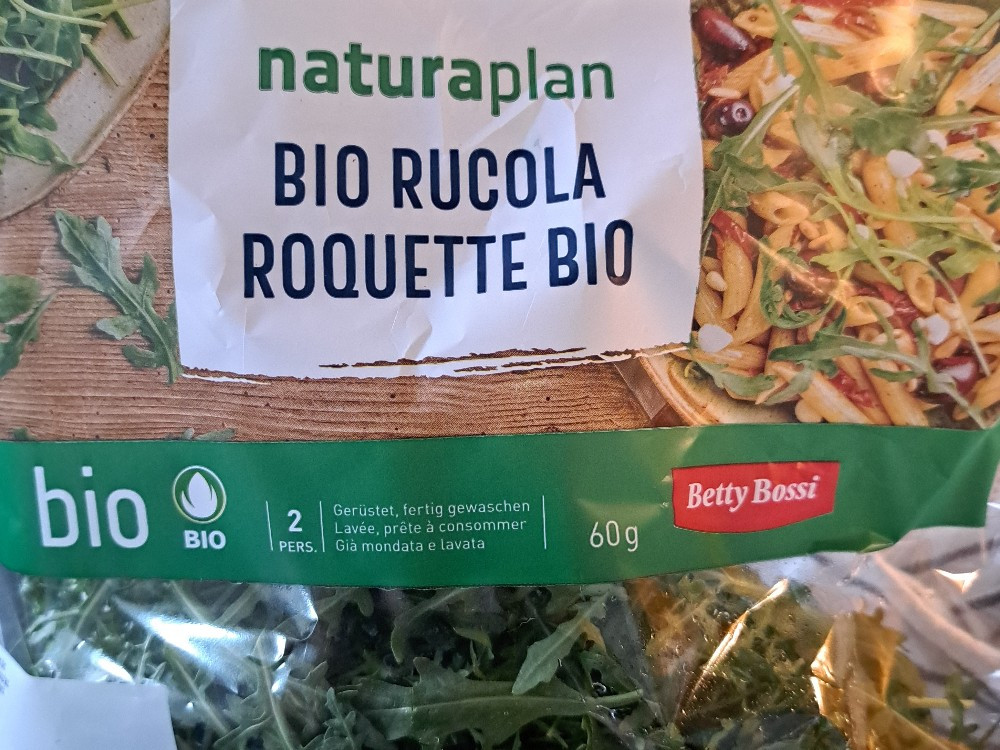 naturaplan
BIO RUCOLA
ROQUETTE BIO
bio
BIO
2
PERS.
Gerüstet, fertig gewaschen
Lavée, prête à consommer
Già mondata e lavata
60g
Betty Bossi